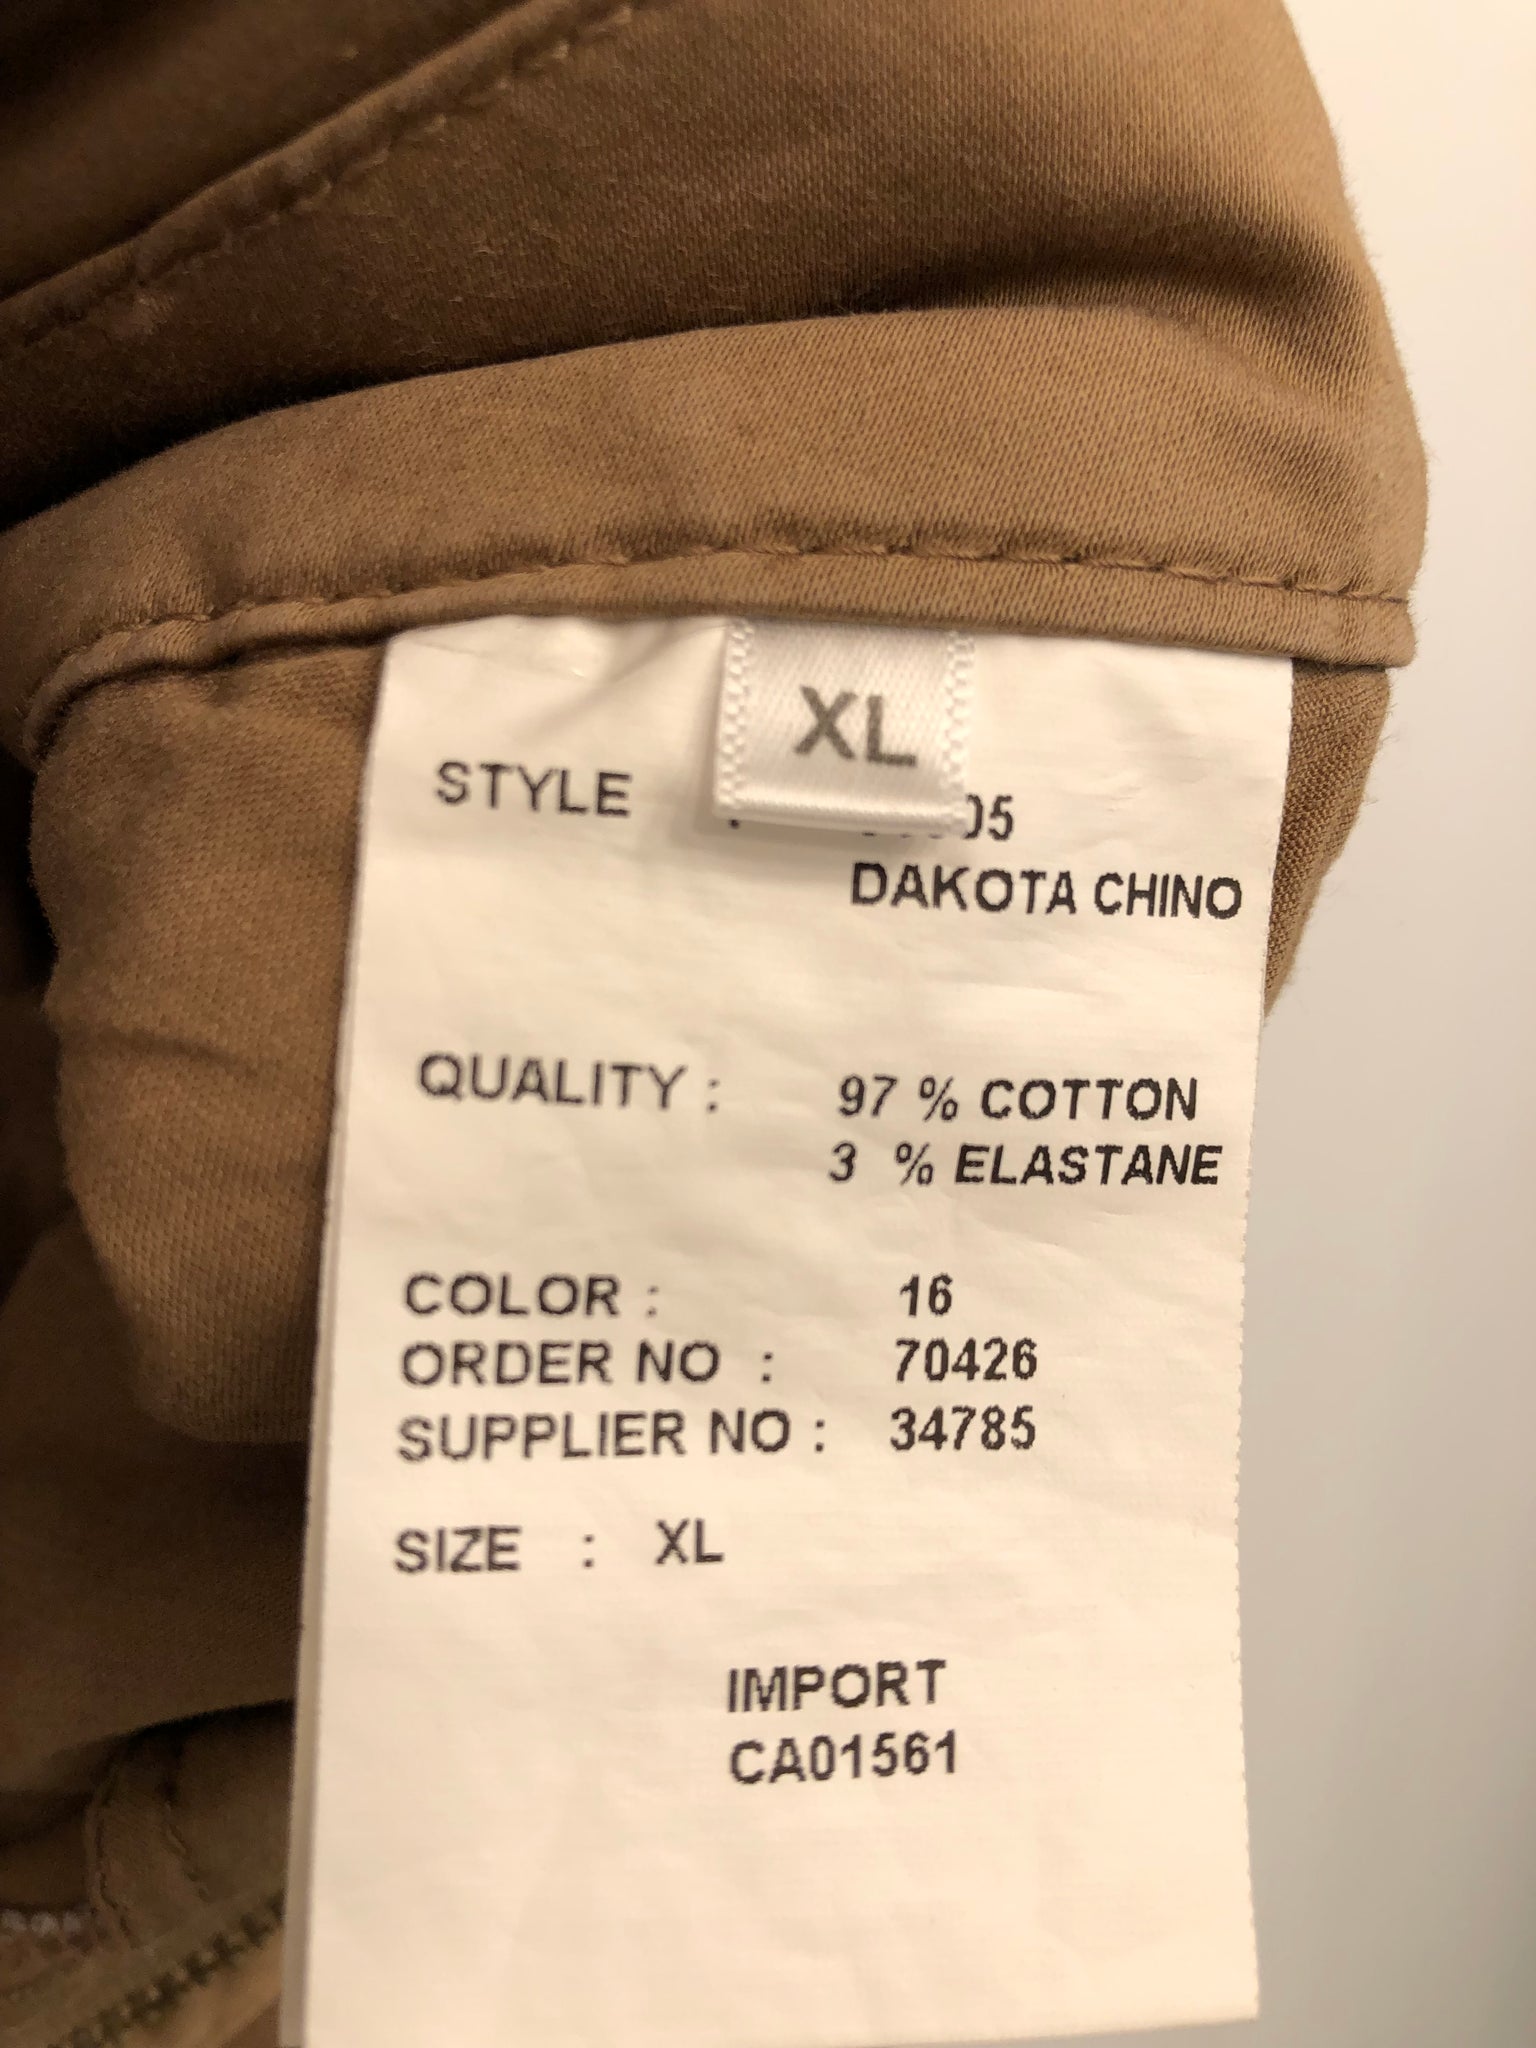 XL
STYLE : 05
DAKOTA CHINO
QUALITY : 97 % COTTON
3 % ELASTANE
COLOR : 16
ORDER NO : 70426
SUPPLIER NO : 34785
SIZE : XL
IMPORT
CA01561